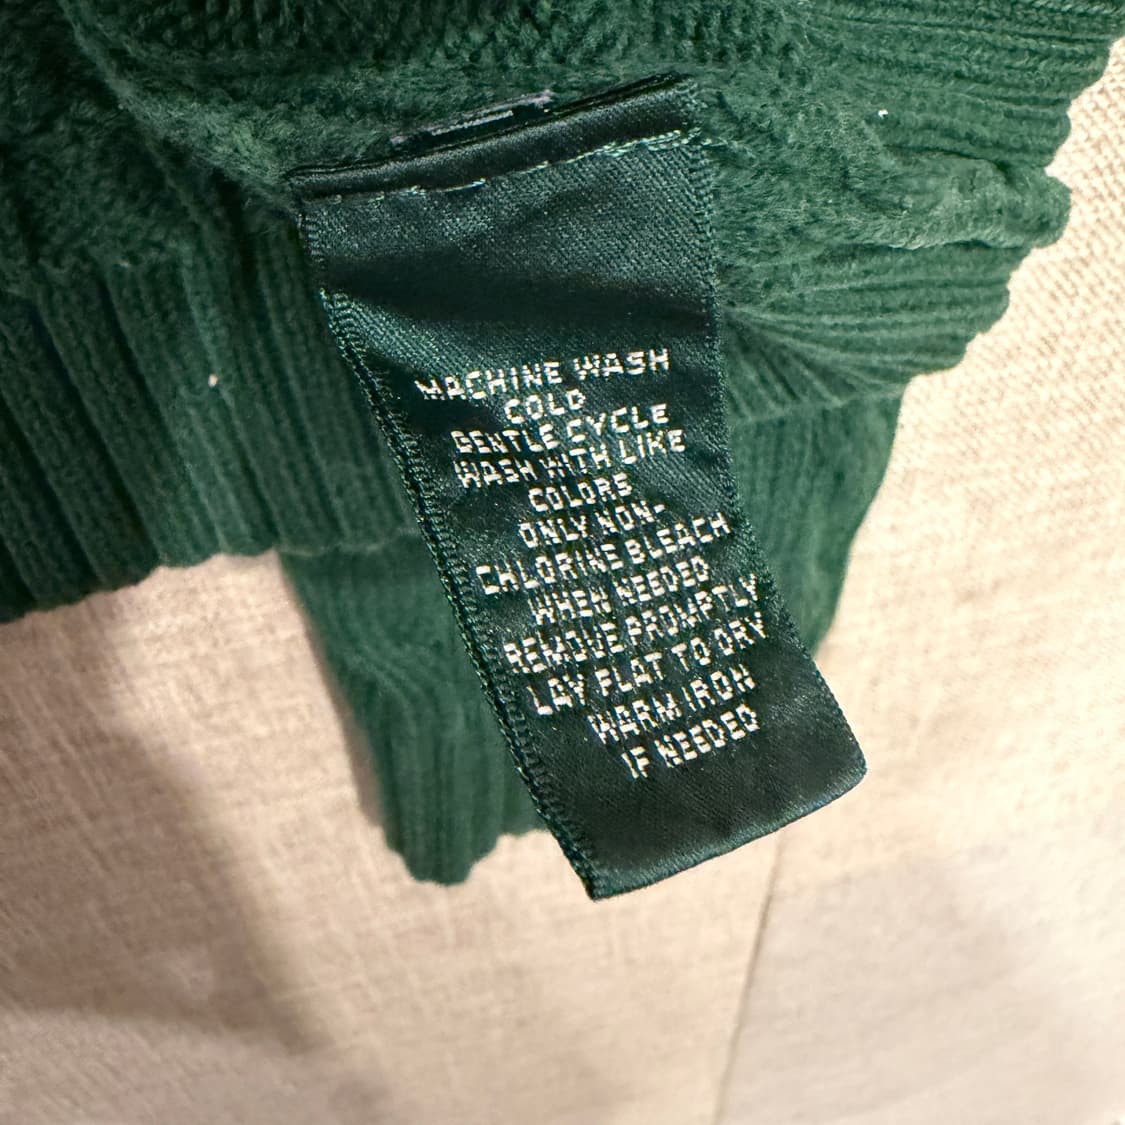 MACHINE WASH
COLD
GENTLE CYCLE
WASH WITH LIKE
COLORS
ONLY NON-
CHLORINE BLEACH
WHEN NEEDED
REMOVE PROMPTLY
LAY FLAT TO DRY
WARM IRON
IF NEEDED